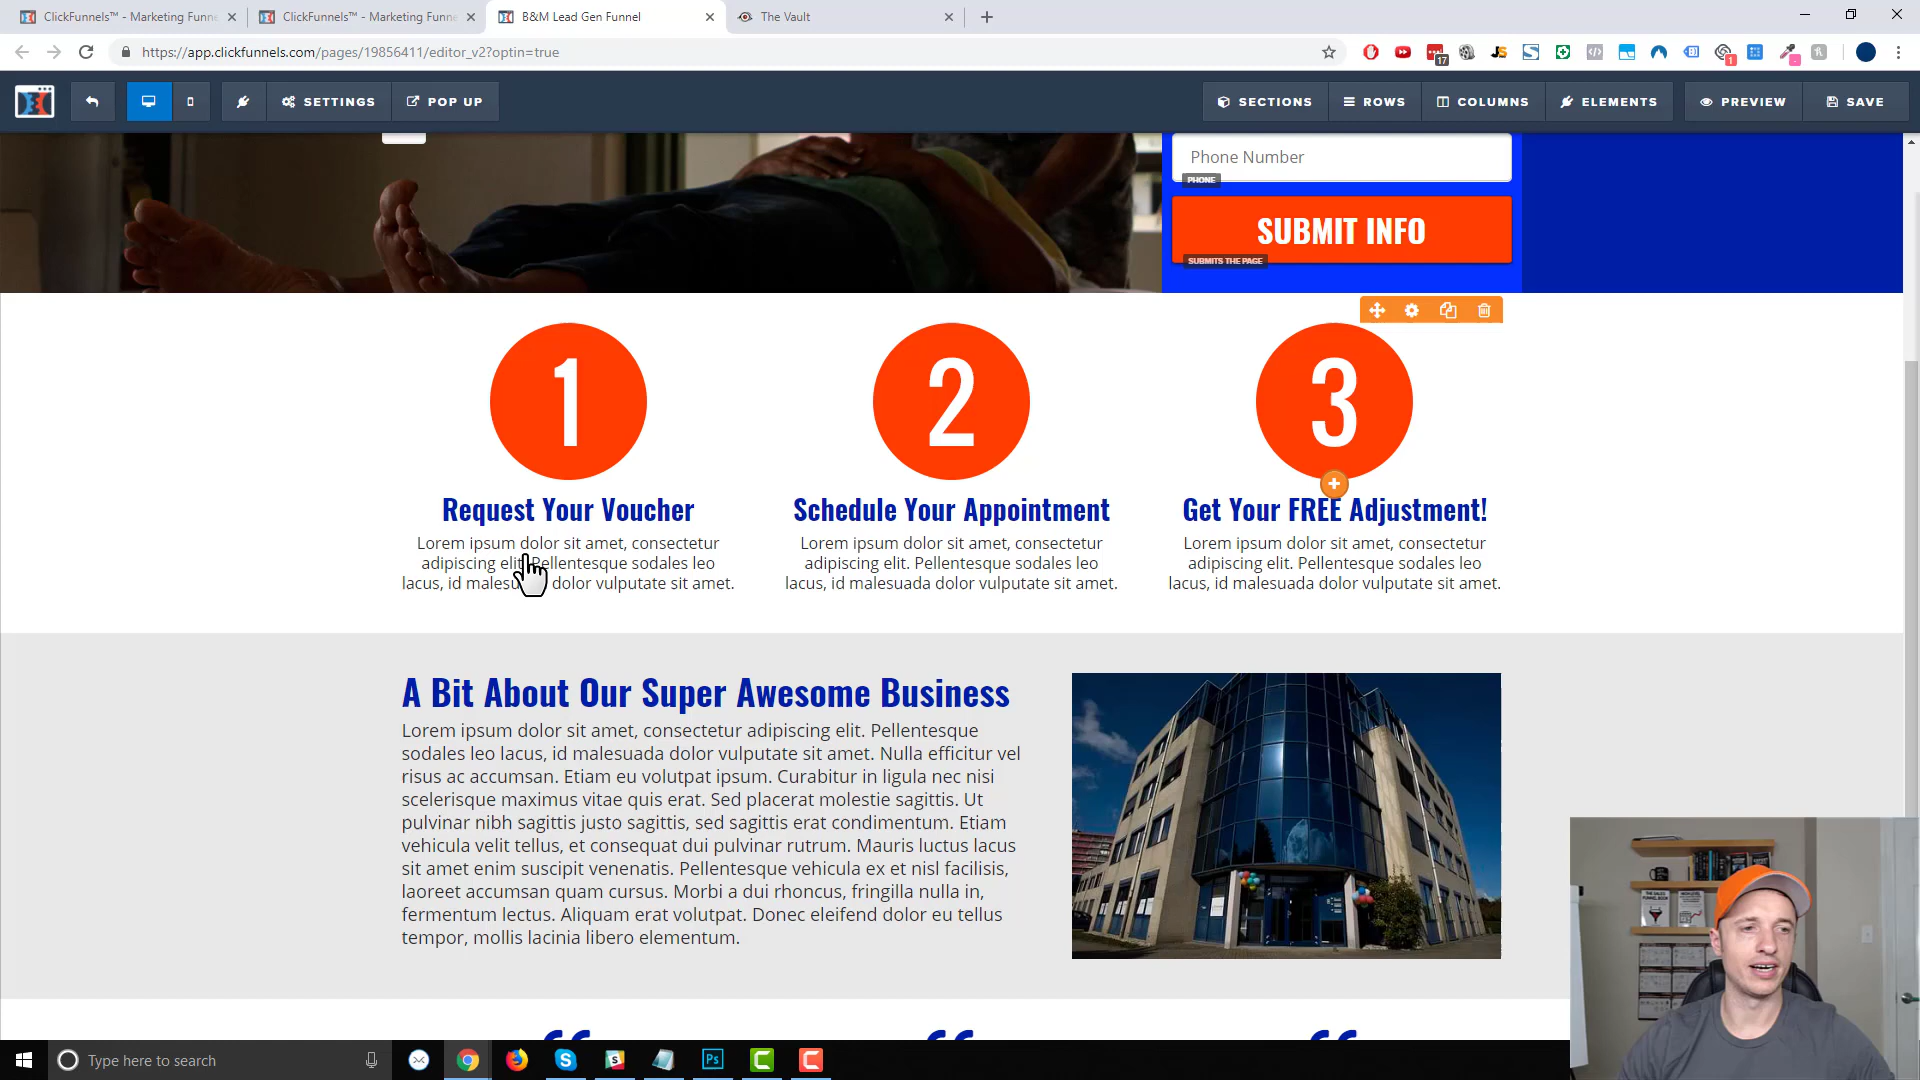 ClickFunnels™ - Marketing Funne
ClickFunnels™ - Marketing Funne
B&M Lead Gen Funnel
The Vault
https://app.clickfunnels.com/pages/19856411/editor_v2?optin=true
17
JS
1
SETTINGS
POP UP
SECTIONS
ROWS
COLUMNS
ELEMENTS
PREVIEW
SAVE
Phone Number
PHONE
SUBMIT INFO
SUBMITS THE PAGE
1
2
3
Request Your Voucher
Lorem ipsum dolor sit amet, consectetur
adipiscing elit. Pellentesque sodales leo
lacus, id malesu dolor vulputate sit amet.
Schedule Your Appointment
Lorem ipsum dolor sit amet, consectetur
adipiscing elit. Pellentesque sodales leo
lacus, id malesuada dolor vulputate sit amet.
Get Your FREE Adjustment!
Lorem ipsum dolor sit amet, consectetur
adipiscing elit. Pellentesque sodales leo
lacus, id malesuada dolor vulputate sit amet.
A Bit About Our Super Awesome Business
Lorem ipsum dolor sit amet, consectetur adipiscing elit. Pellentesque
sodales leo lacus, id malesuada dolor vulputate sit amet. Nulla efficitur vel
risus ac accumsan. Etiam eu volutpat ipsum. Curabitur in ligula nec nisi
scelerisque maximus vitae quis erat. Sed placerat molestie sagittis. Ut
pulvinar nibh sagittis justo sagittis, sed sagittis erat condimentum. Etiam
vehicula velit tellus, et consequat dui pulvinar rutrum. Mauris luctus lacus
sit amet enim suscipit venenatis. Pellentesque vehicula ex et nisl facilisis,
laoreet accumsan quam cursus. Morbi a dui rhoncus, fringilla nulla in,
fermentum lectus. Aliquam erat volutpat. Donec eleifend dolor eu tellus
tempor, mollis lacinia libero elementum.
Type here to search
Ps